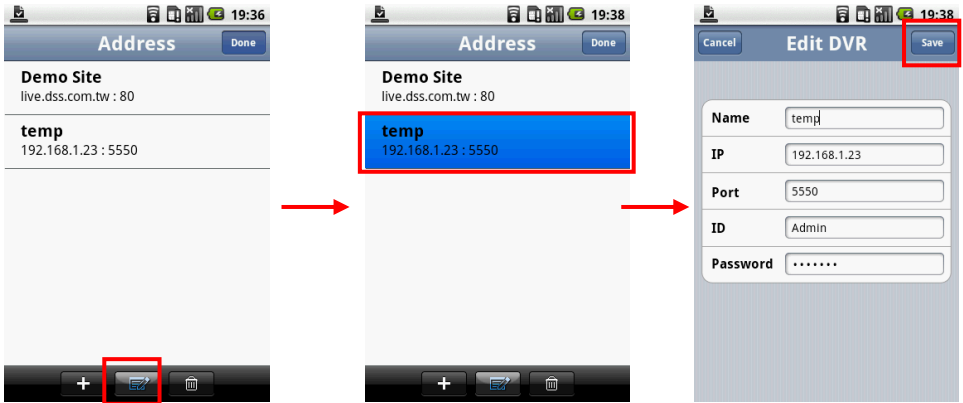 19:36
Address
Done
Demo Site
live.dss.com.tw : 80
temp
192.168.1.23 : 5550
19:38
Address
Done
Demo Site
live.dss.com.tw : 80
temp
192.168.1.23 : 5550
19:38
Cancel
Edit DVR
Save
Name
temp
IP
192.168.1.23
Port
5550
ID
Admin
Password
•••••••